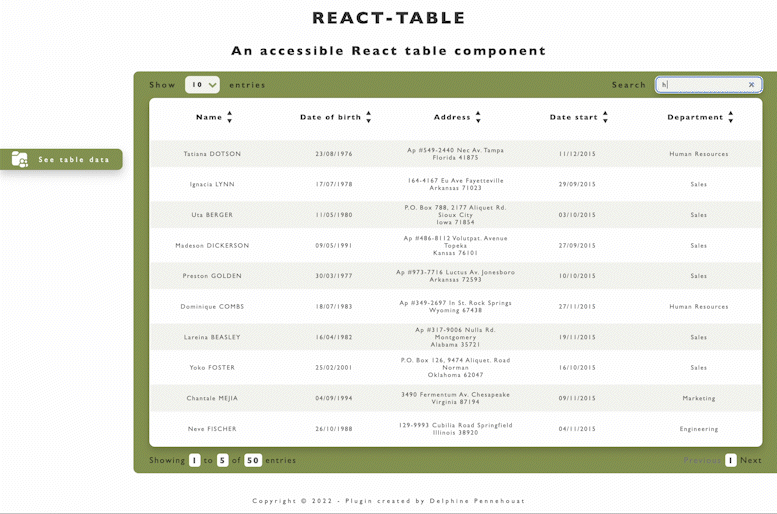 REACT-TABLE
An accessible React table component
Show 10 entries
Search h
See table data
Name Date of birth Address Date start Department
Tatiana DOTSON 23/08/1976 Ap #549-2440 Nec Av. Tampa Florida 41875 11/12/2015 Human Resources
Ignacia LYNN 17/07/1978 164-4167 Eu Ave Fayetteville Arkansas 71023 29/09/2015 Sales
Uta BERGER 11/05/1980 P.O. Box 788, 2177 Aliquet Rd. Sioux City Iowa 71854 03/10/2015 Sales
Madeson DICKERSON 09/05/1991 Ap #486-8112 Volutpat. Avenue Topeka Kansas 76101 27/09/2015 Sales
Preston GOLDEN 30/03/1977 Ap #973-7716 Luctus Av. Jonesboro Arkansas 72593 10/10/2015 Sales
Dominique COMBS 18/07/1983 Ap #349-2697 In St. Rock Springs Wyoming 67438 27/11/2015 Human Resources
Lareina BEASLEY 16/04/1982 Ap #317-9006 Nulla Rd. Montgomery Alabama 35721 19/11/2015 Sales
Yoko FOSTER 25/02/2001 P.O. Box 126, 9474 Aliquet. Road Norman Oklahoma 62047 16/10/2015 Sales
Chantale MEJIA 04/09/1994 3490 Fermentum Av. Chesapeake Virginia 87194 09/11/2015 Marketing
Neve FISCHER 26/10/1988 129-9993 Cubilia Road Springfield Illinois 38920 04/11/2015 Engineering
Showing 1 to 5 of 50 entries
Previous 1 Next
Copyright © 2022 - Plugin created by Delphine Pennehouat